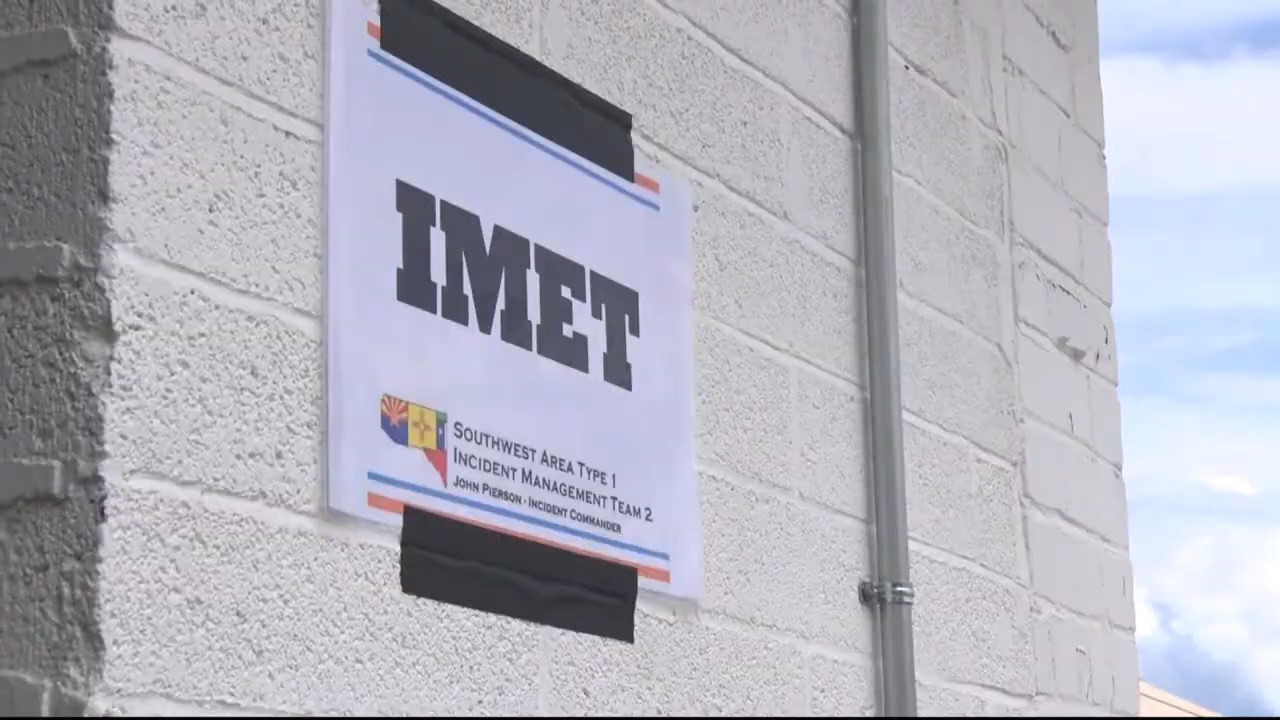 IMET
SOUTHWEST AREA TYPE 1
INCIDENT MANAGEMENT TEAM 2
JOHN PIERSON - INCIDENT COMMANDER